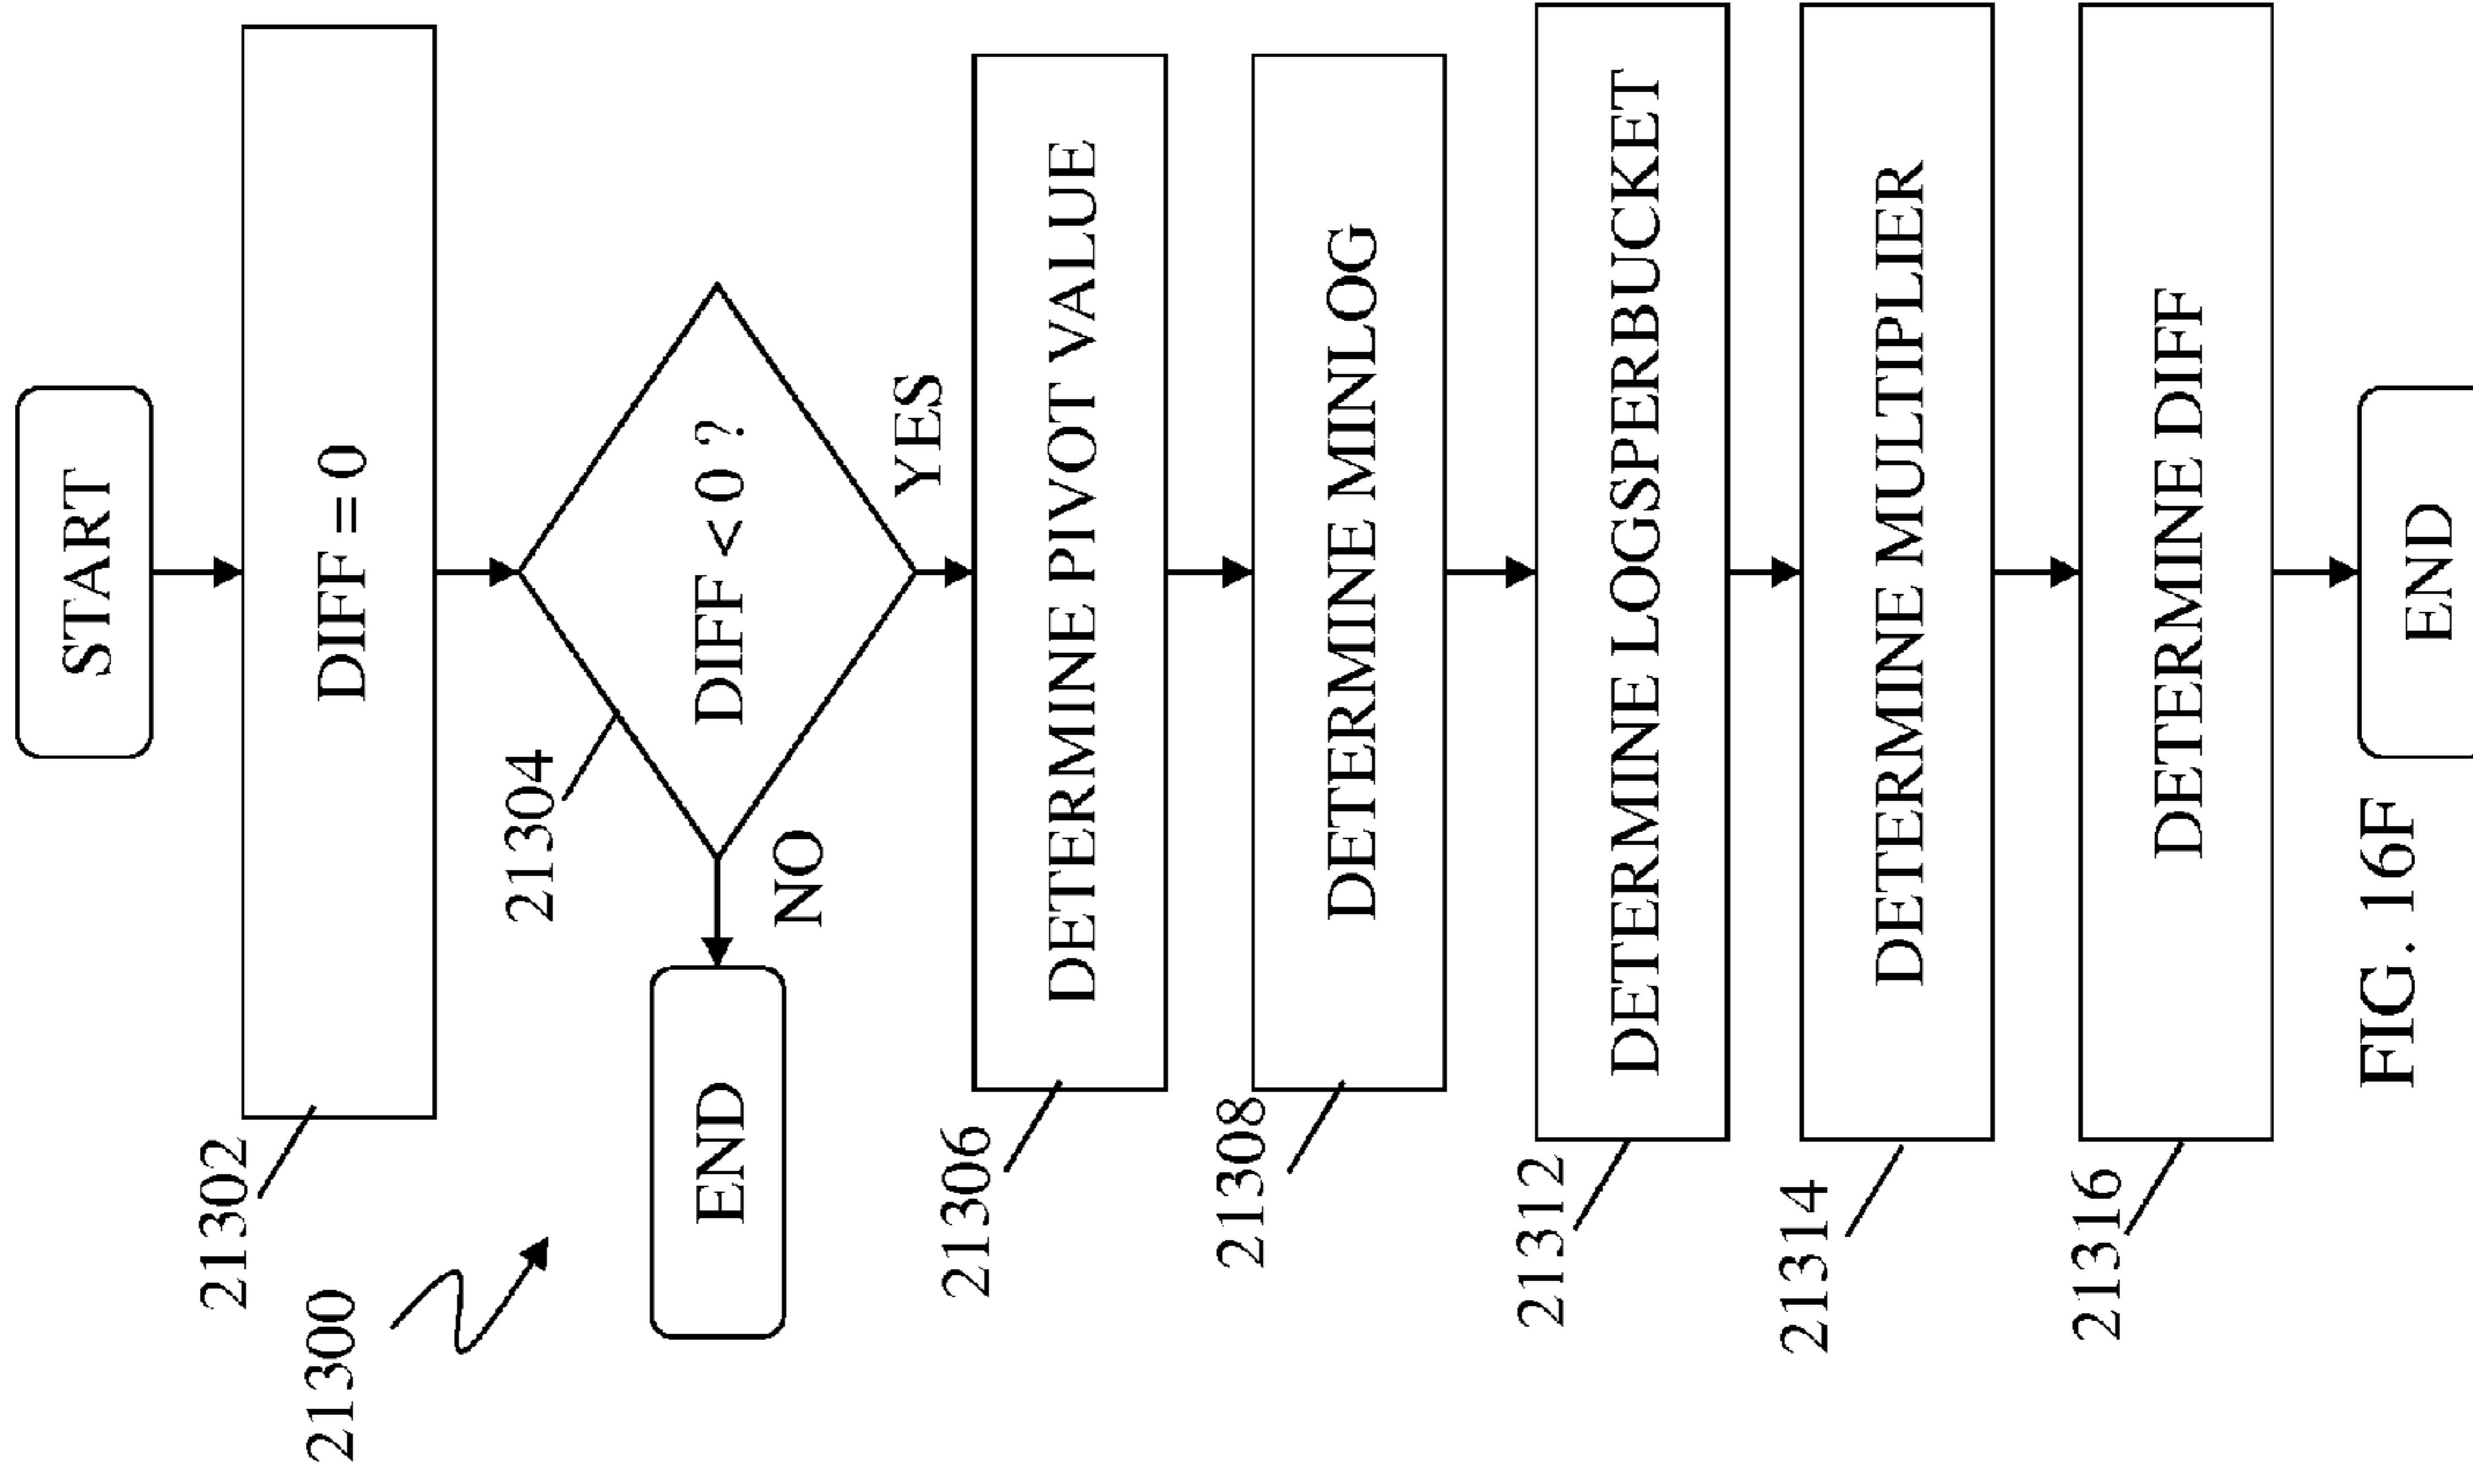 START
21302
DIFF = 0
21300
21304
DIFF < 0 ?
NO
END
YES
21306
DETERMINE PIVOT VALUE
21308
DETERMINE MINLOG
21312
DETERMINE LOGSPERBUCKET
21314
DETERMINE MULTIPLIER
21316
DETERMINE DIFF
END
FIG. 16F